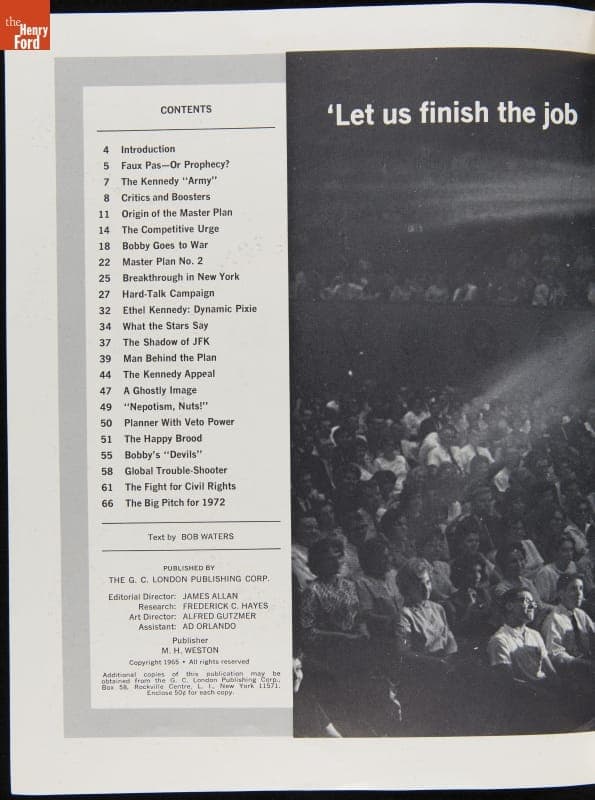 the
Henry
Ford
CONTENTS
4 Introduction
5 Faux Pas—Or Prophecy?
7 The Kennedy "Army"
8 Critics and Boosters
11 Origin of the Master Plan
14 The Competitive Urge
18 Bobby Goes to War
22 Master Plan No. 2
25 Breakthrough in New York
27 Hard-Talk Campaign
32 Ethel Kennedy: Dynamic Pixie
34 What the Stars Say
37 The Shadow of JFK
39 Man Behind the Plan
44 The Kennedy Appeal
47 A Ghostly Image
49 "Nepotism, Nuts!"
50 Planner With Veto Power
51 The Happy Brood
55 Bobby's "Devils"
58 Global Trouble-Shooter
61 The Fight for Civil Rights
66 The Big Pitch for 1972
Text by BOB WATERS
PUBLISHED BY
THE G. C. LONDON PUBLISHING CORP.
Editorial Director: JAMES ALLAN
Research: FREDERICK C. HAYES
Art Director: ALFRED GUTZMER
Assistant: AD ORLANDO
Publisher
M. H. WESTON
Copyright 1965 • All rights reserved
Additional copies of this publication may be
obtained from the G. C. London Publishing Corp.,
Box 58, Rockville Centre, L. I., New York 11571.
Enclose 50¢ for each copy.
'Let us finish the job